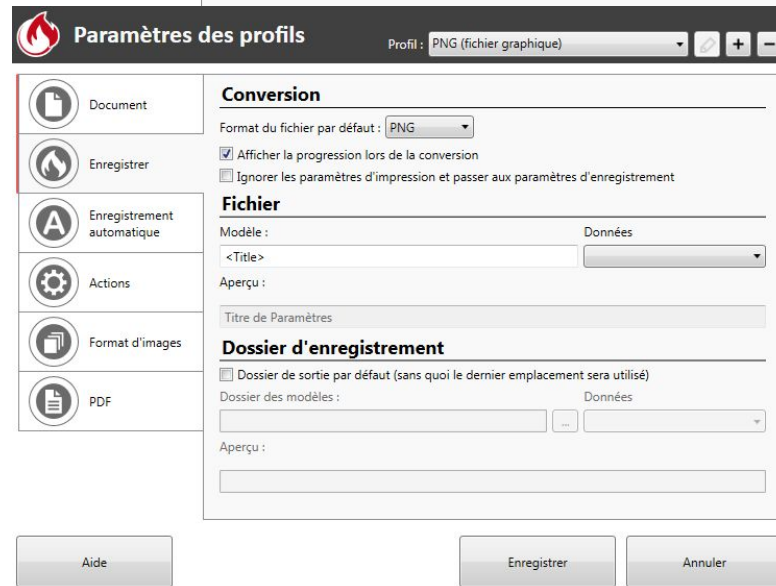 Paramètres des profils
Profil : PNG (fichier graphique)
Document
Enregistrer
Enregistrement
automatique
Actions
Format d'images
PDF
Conversion
Format du fichier par défaut : PNG
Afficher la progression lors de la conversion
Ignorer les paramètres d'impression et passer aux paramètres d'enregistrement
Fichier
Modèle : Données
<Title>
Aperçu :
Titre de Paramètres
Dossier d'enregistrement
Dossier de sortie par défaut (sans quoi le dernier emplacement sera utilisé)
Dossier des modèles : Données
...
Aperçu :
Aide Enregistrer Annuler